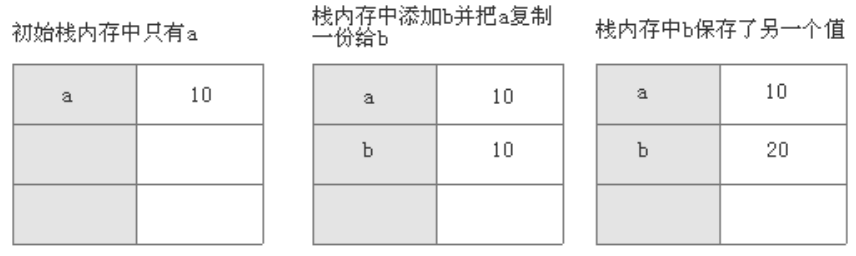 初始栈内存中只有a
a 10
栈内存中添加b并把a复制
一份给b
a 10
b 10
栈内存中b保存了另一个值
a 10
b 20